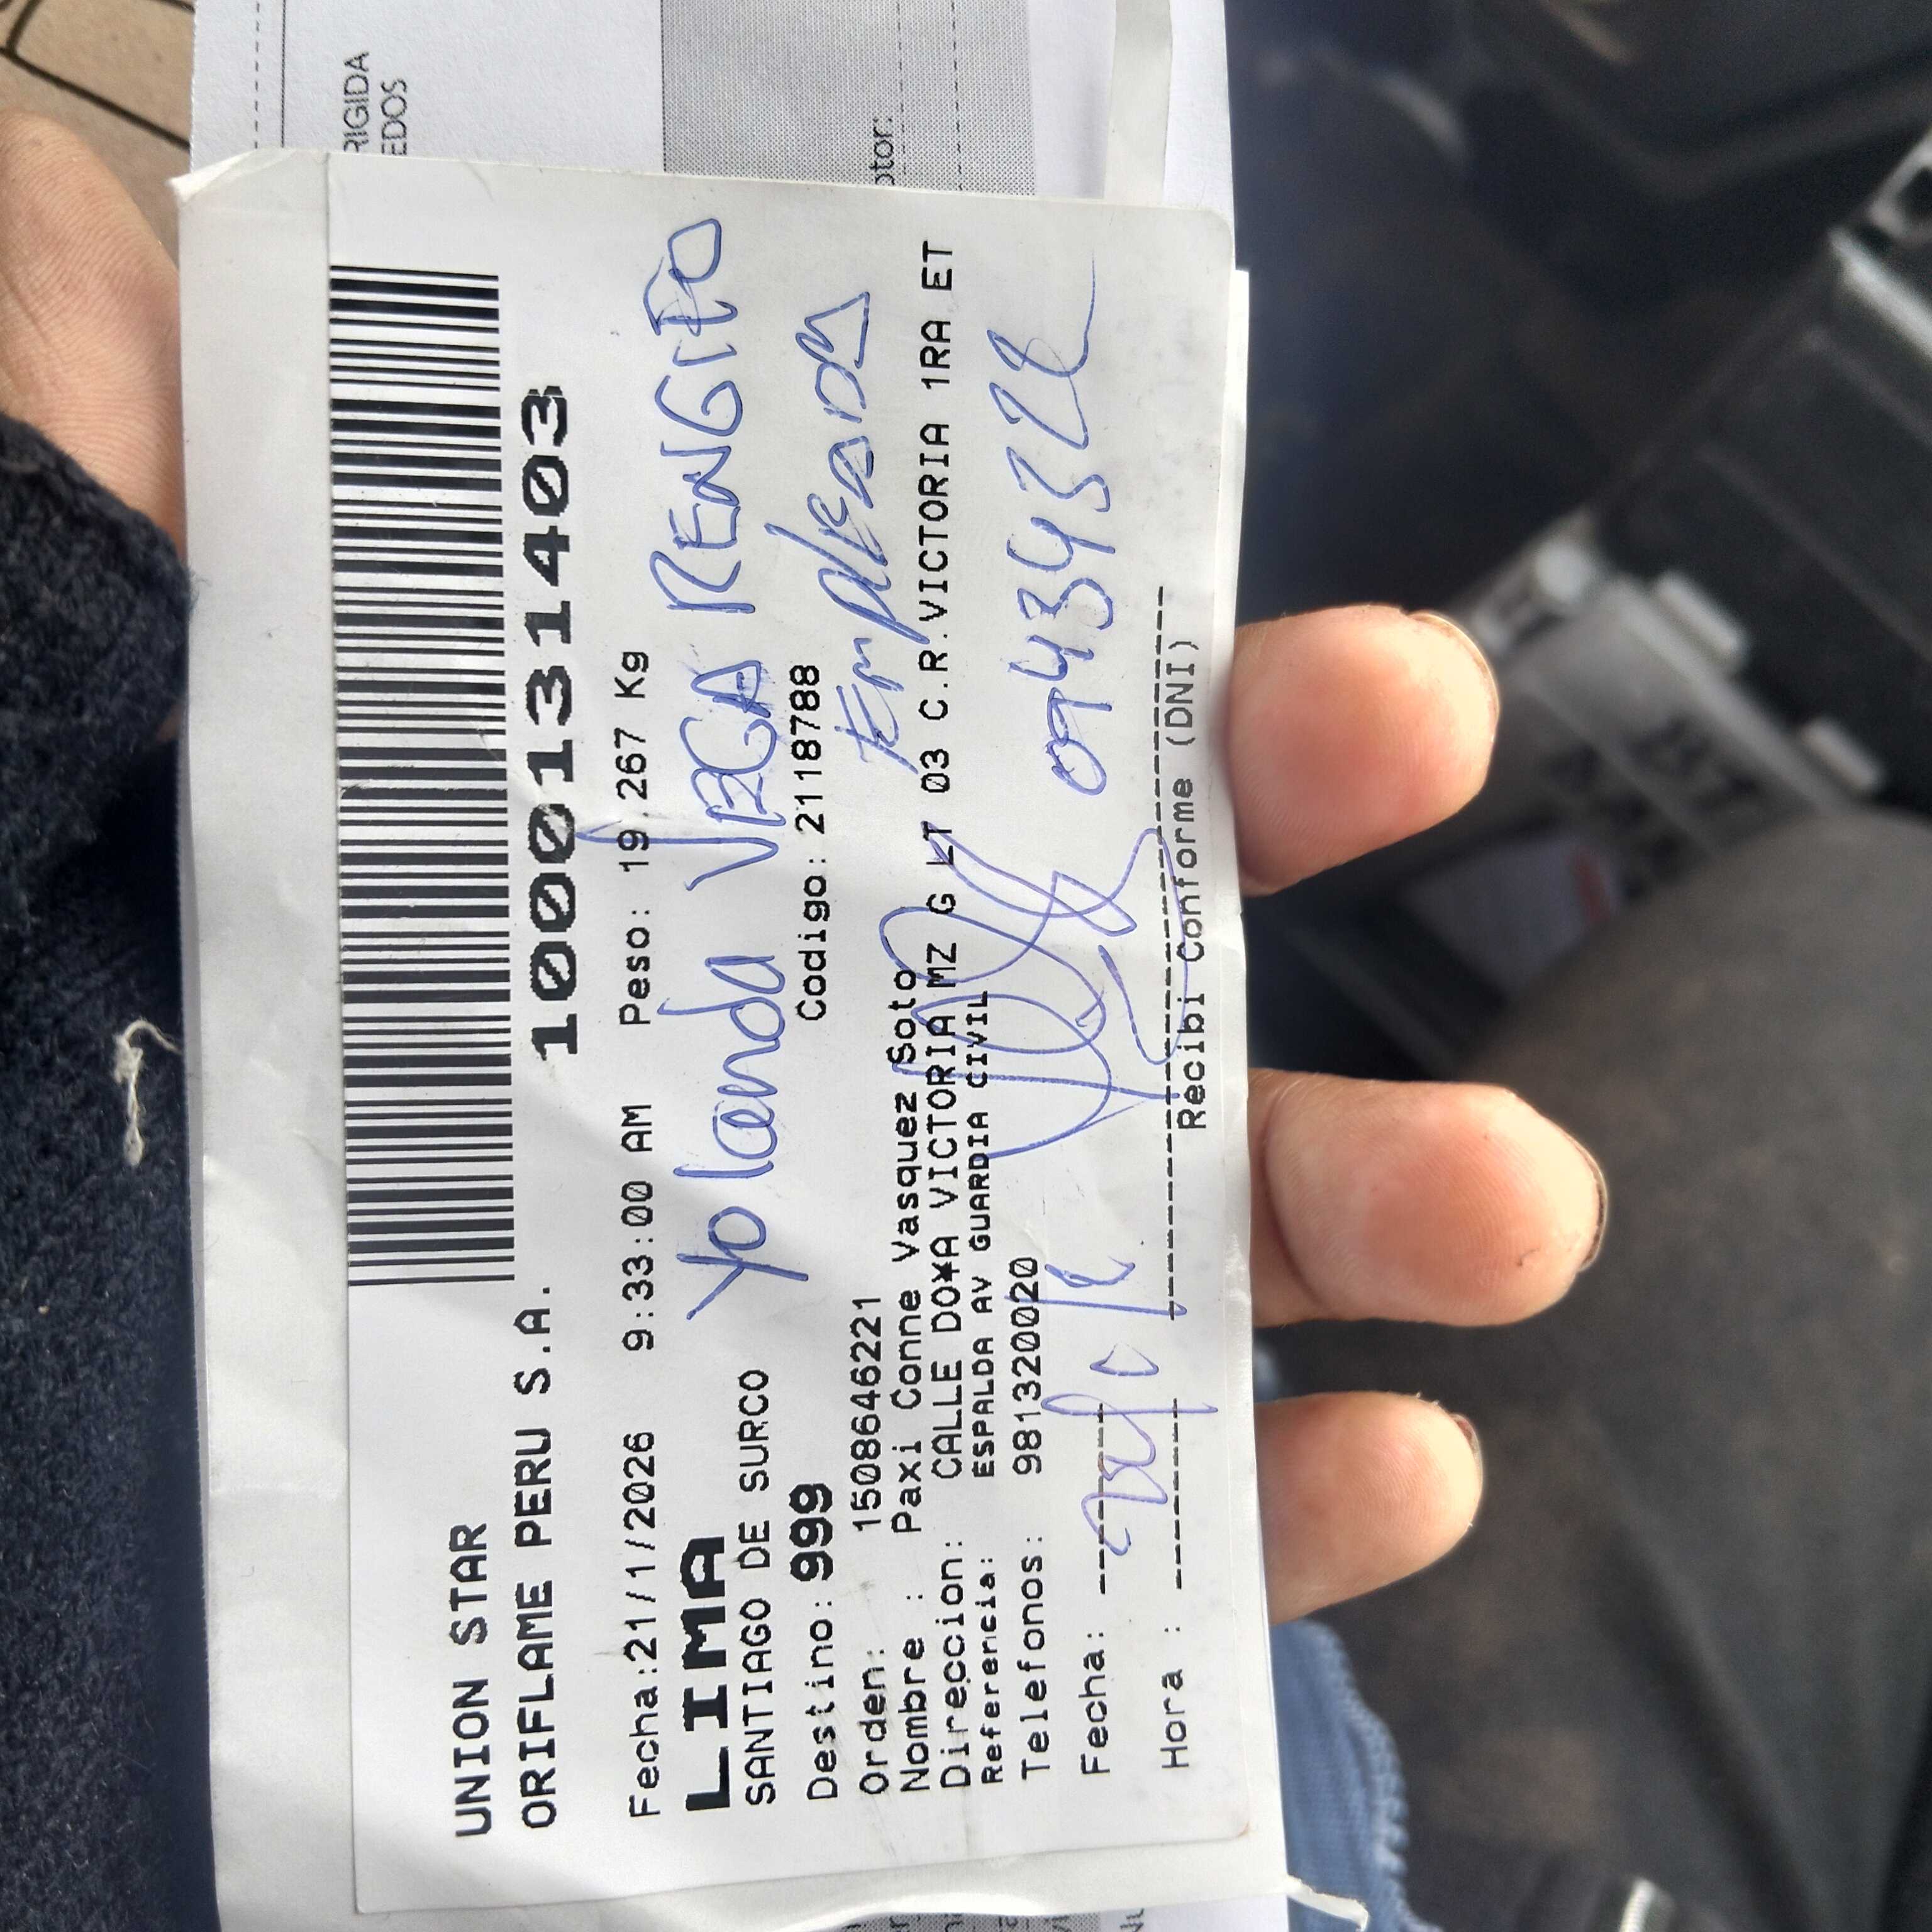 UNION STAR
ORIFLAME PERU S.A.
1000131403
Fecha:21/1/2026 9:33:00 AM Peso: 19.267 Kg
LIMA
Yolanda VEGA RENGIFO
SANTIAGO DE SURCO
Destino: 999 Codigo: 2118788
Empleada
Orden: 1508646221
Nombre : Paxi Conne Vasquez Soto
Direccion: CALLE DO¥A VICTORIA MZ G LT 03 C.R.VICTORIA 1RA ET
Referencia: ESPALDA AV GUARDIA CIVIL
Telefonos: 981320020
Fecha:
Hora :
Recibi Conforme (DNI)
RIGIDA
EDOS
otor: